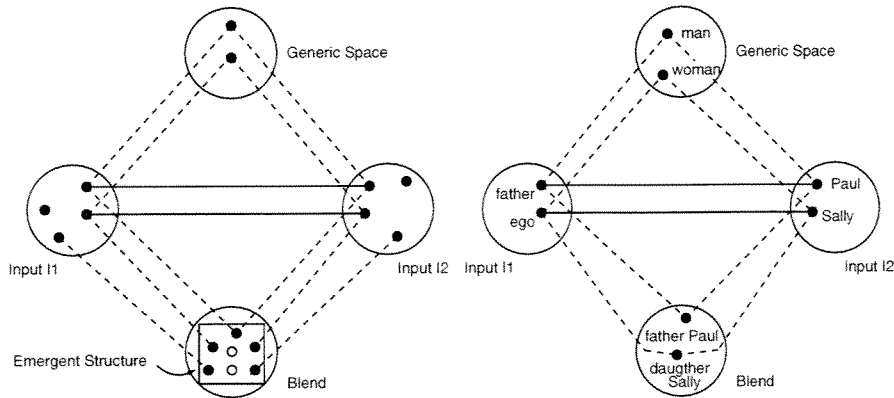 Generic Space
Input I1
Input I2
Emergent Structure
Blend
man
woman
Generic Space
father
ego
Paul
Sally
Input I1
Input I2
father Paul
daugther
Sally
Blend